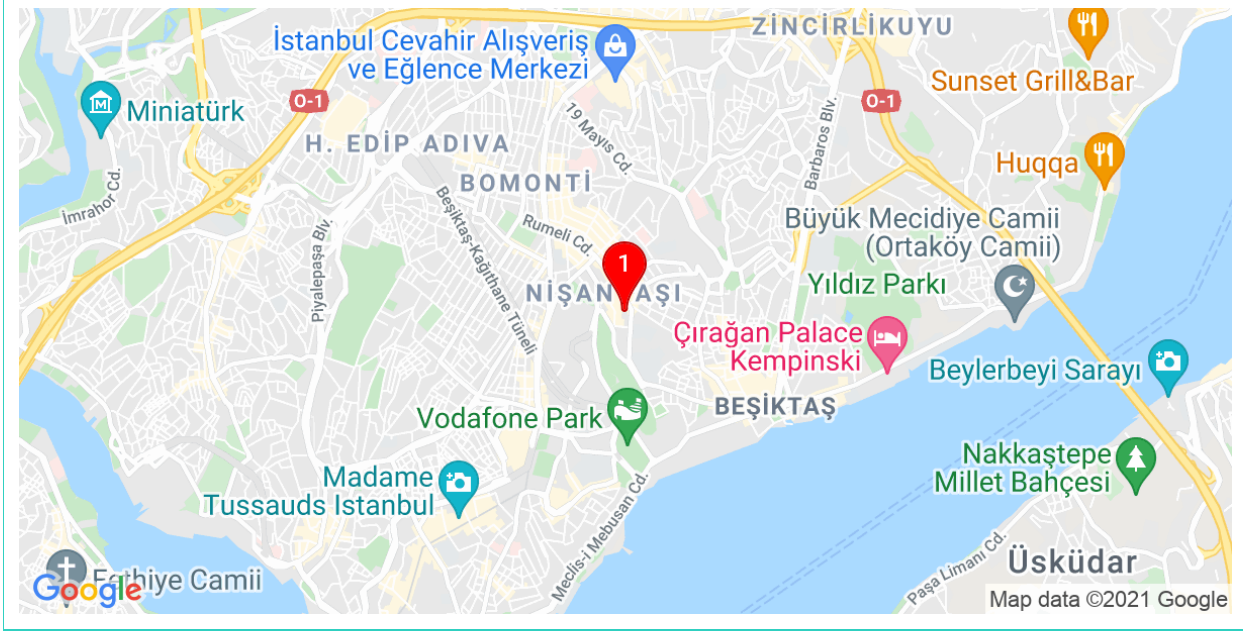 ZİNCİRLİKUYU
İstanbul Cevahir Alışveriş
ve Eğlence Merkezi
Sunset Grill&Bar
Miniatürk
O-1
O-1
19 Mayıs Cd.
Barbaros Blv.
H. EDİP ADIVA
Huqqa
BOMONTİ
İmrahor Cd.
Beşiktaş-Kağıthane Tüneli
Rumeli Cd.
Büyük Mecidiye Camii
(Ortaköy Camii)
Piyalepaşa Blv.
1
NİŞANTAŞI
Yıldız Parkı
Çırağan Palace
Kempinski
Beylerbeyi Sarayı
Vodafone Park
BEŞİKTAŞ
Nakkaştepe
Millet Bahçesi
Madame
Tussauds Istanbul
Meclis-i Mebusan Cd.
Paşa Limanı Cd.
Üsküdar
Fethiye Camii
Google
Map data ©2021 Google